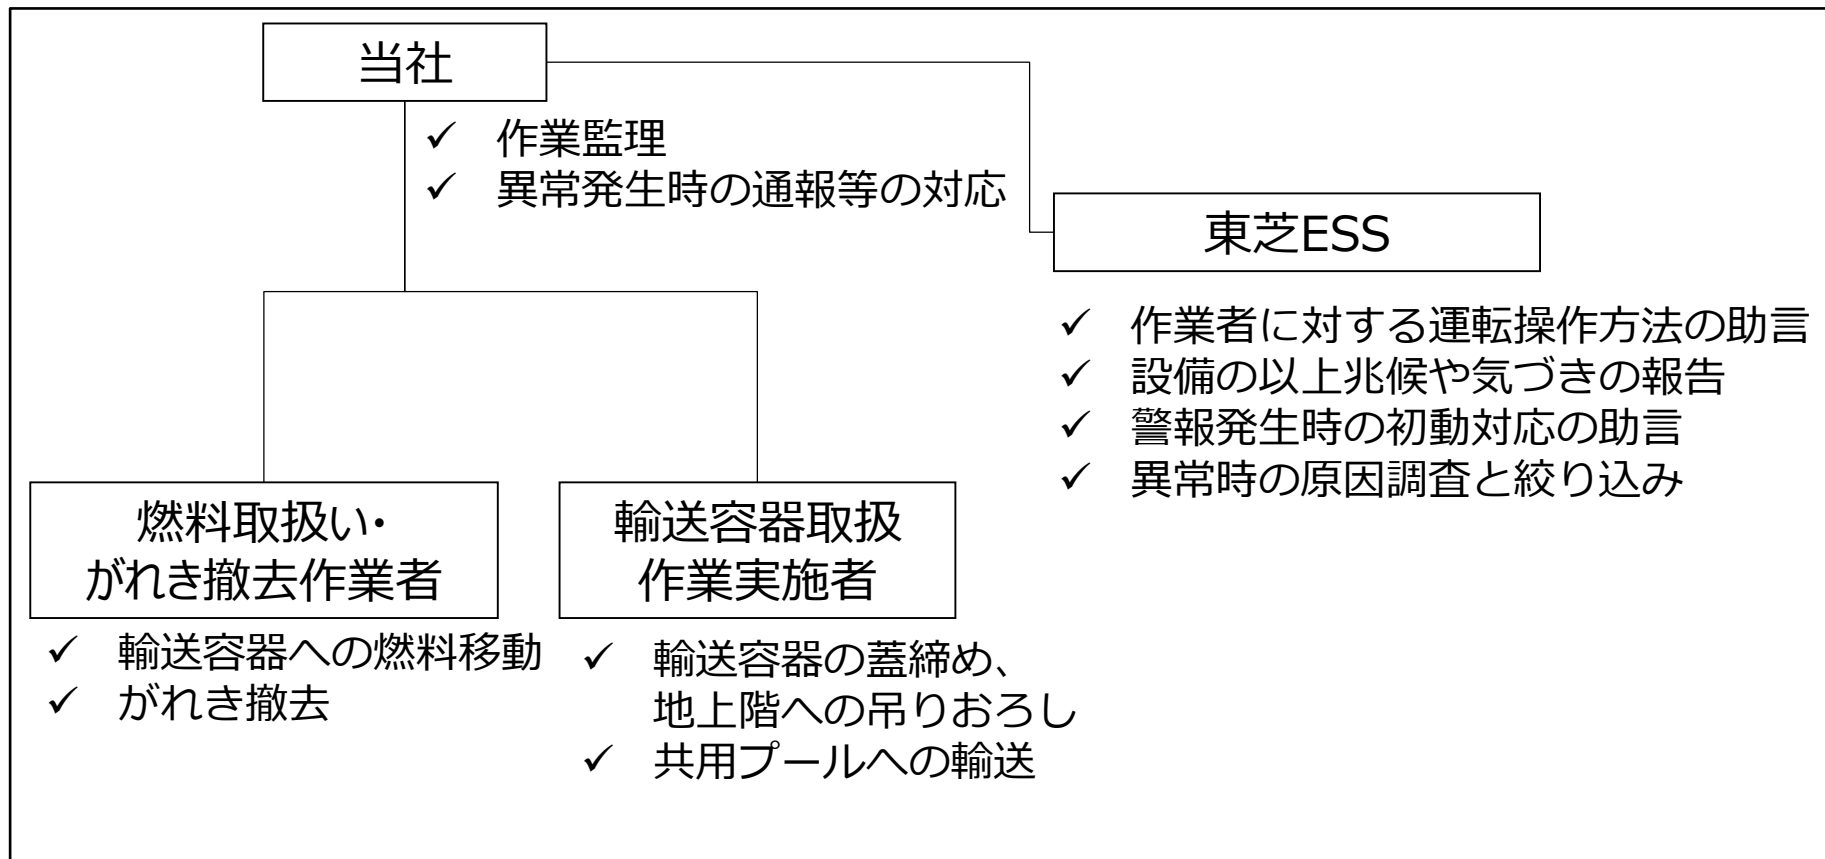 当社
✓ 作業監理
✓ 異常発生時の通報等の対応
東芝ESS
✓ 作業者に対する運転操作方法の助言
✓ 設備の以上兆候や気づきの報告
✓ 警報発生時の初動対応の助言
✓ 異常時の原因調査と絞り込み
燃料取扱い・
がれき撤去作業者
✓ 輸送容器への燃料移動
✓ がれき撤去
輸送容器取扱
作業実施者
✓ 輸送容器の蓋締め、
地上階への吊りおろし
✓ 共用プールへの輸送